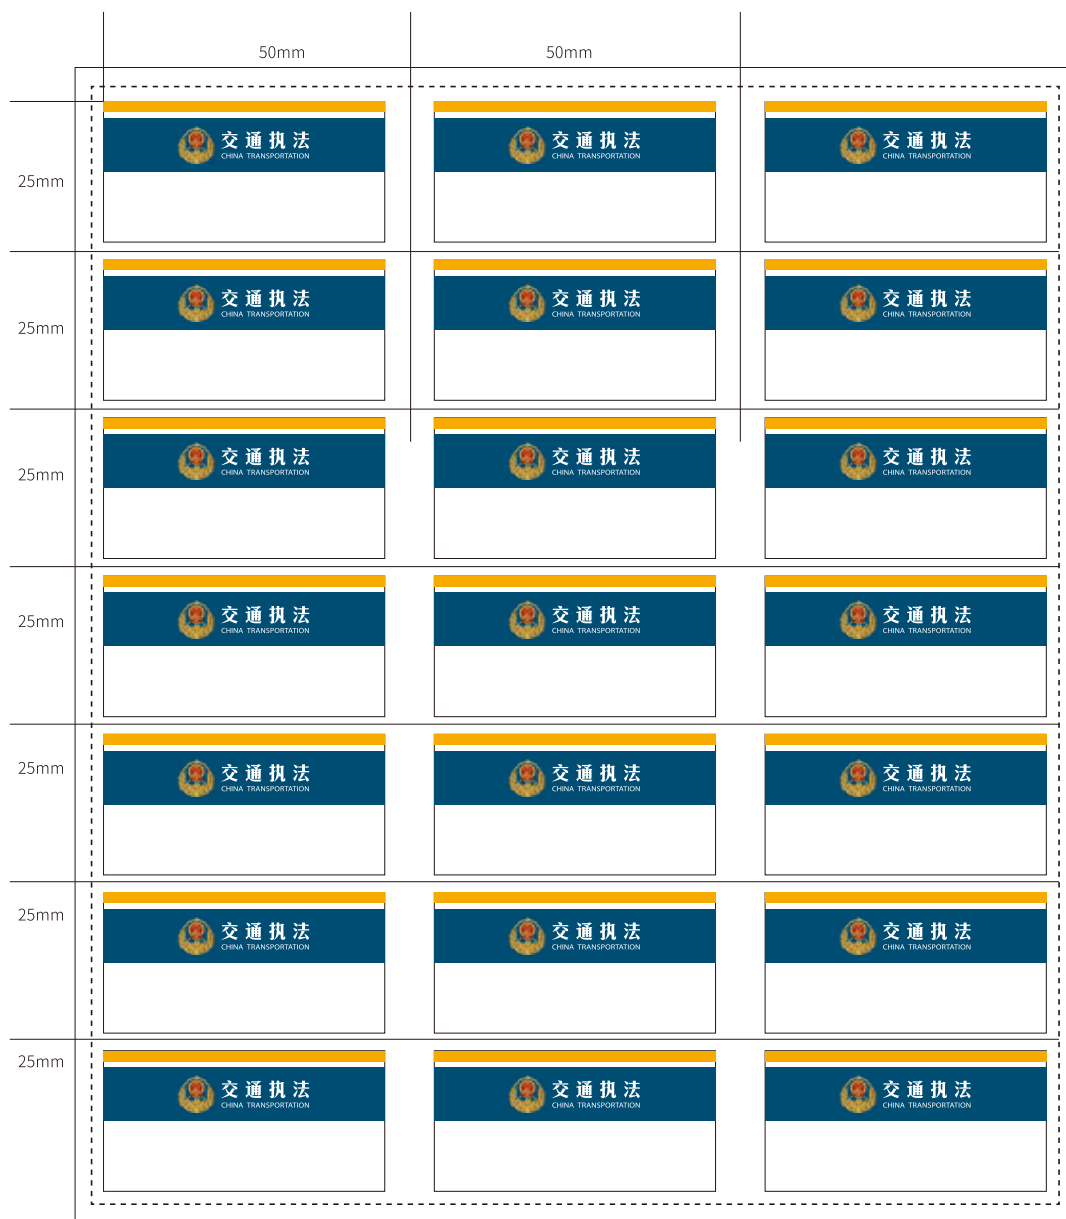 50mm 50mm
25mm
交通执法 交通执法 交通执法
CHINA TRANSPORTATION CHINA TRANSPORTATION CHINA TRANSPORTATION
25mm
交通执法 交通执法 交通执法
CHINA TRANSPORTATION CHINA TRANSPORTATION CHINA TRANSPORTATION
25mm
交通执法 交通执法 交通执法
CHINA TRANSPORTATION CHINA TRANSPORTATION CHINA TRANSPORTATION
25mm
交通执法 交通执法 交通执法
CHINA TRANSPORTATION CHINA TRANSPORTATION CHINA TRANSPORTATION
25mm
交通执法 交通执法 交通执法
CHINA TRANSPORTATION CHINA TRANSPORTATION CHINA TRANSPORTATION
25mm
交通执法 交通执法 交通执法
CHINA TRANSPORTATION CHINA TRANSPORTATION CHINA TRANSPORTATION
25mm
交通执法 交通执法 交通执法
CHINA TRANSPORTATION CHINA TRANSPORTATION CHINA TRANSPORTATION